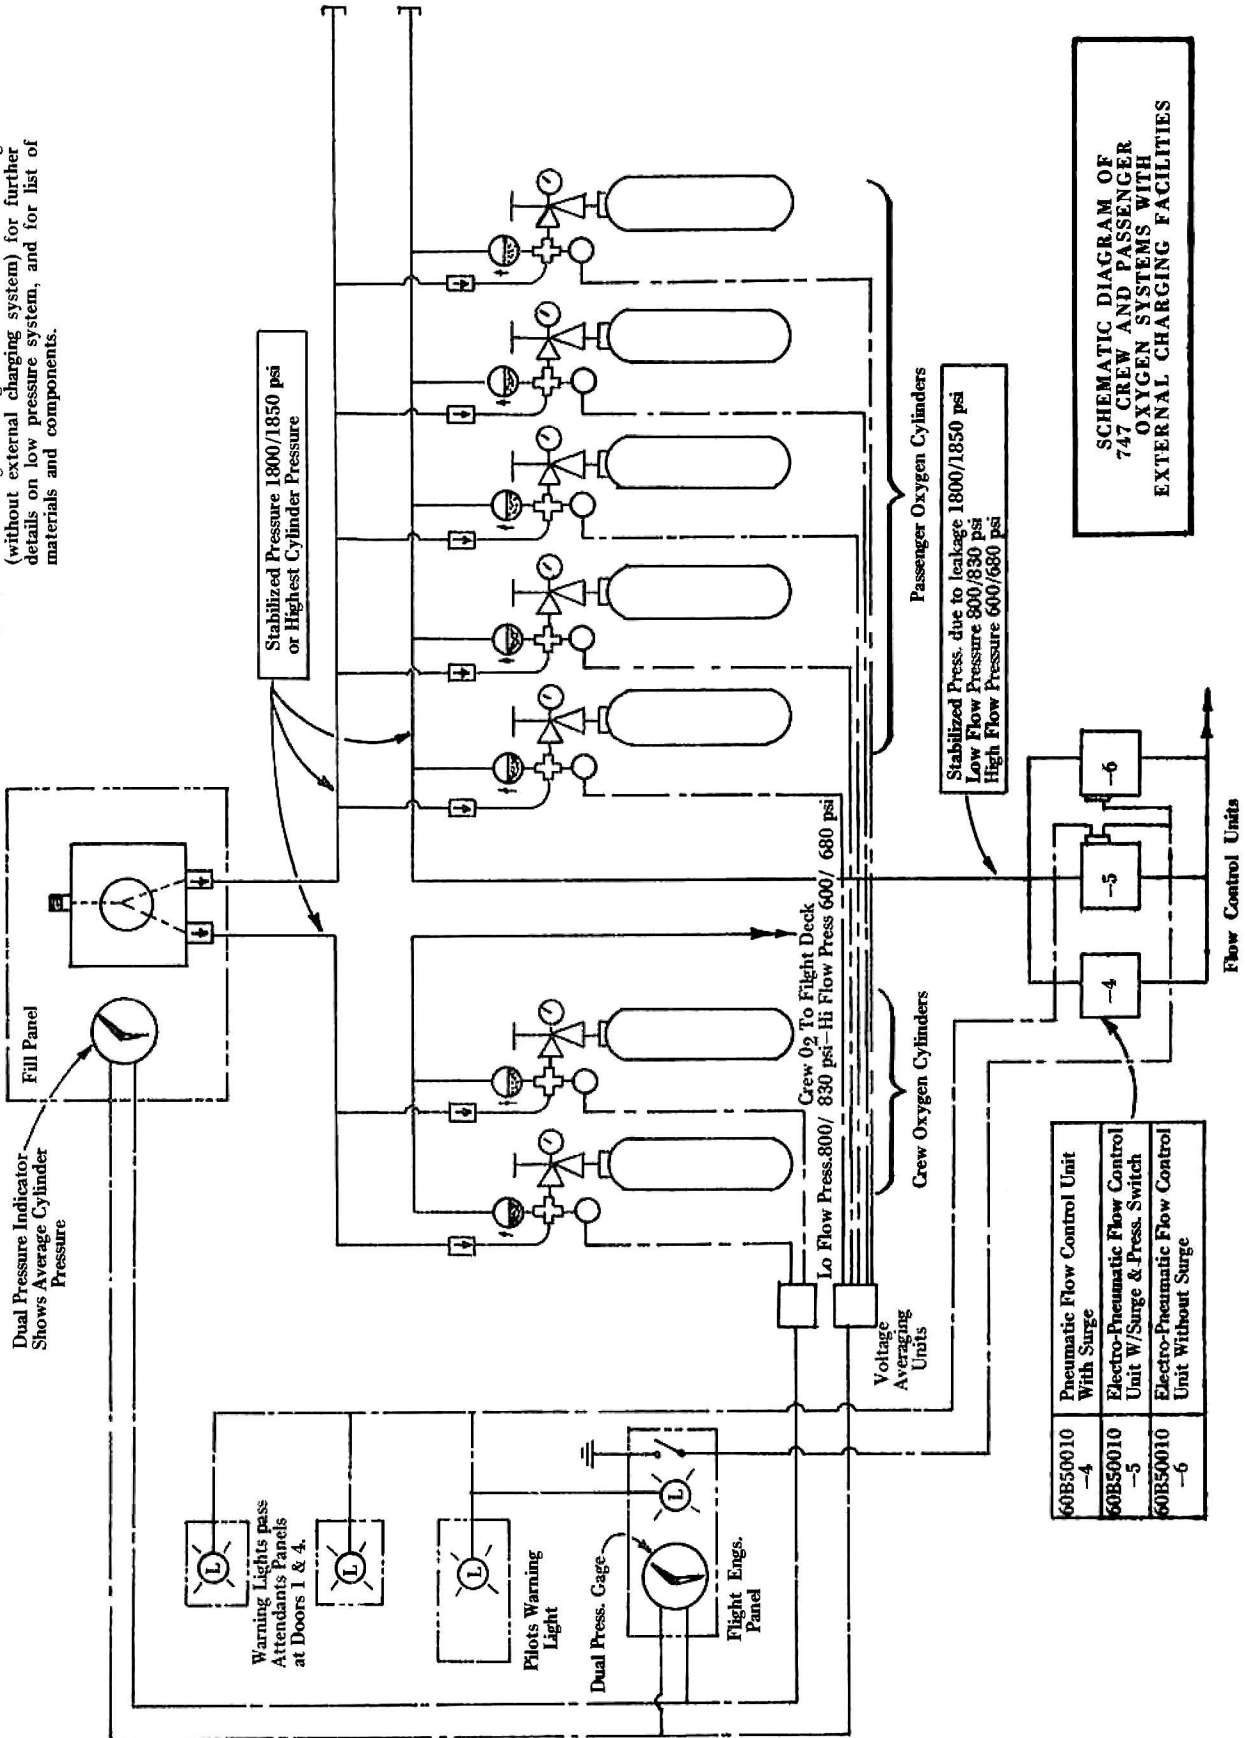 (without external charging system) for further
details on low pressure system, and for list of
materials and components.
Dual Pressure Indicator
Shows Average Cylinder
Pressure
Fill Panel
Stabilized Pressure 1800/1850 psi
or Highest Cylinder Pressure
Warning Lights pass
Attendants Panels
at Doors 1 & 4.
L
L
Pilots Warning
Light
L
Dual Press. Gage
L
Flight Engs.
Panel
Voltage
Averaging
Units
Crew O2 To Flight Deck
Lo Flow Press.800/ 830 psi—Hi Flow Press 600/ 680 psi
Crew Oxygen Cylinders
Passenger Oxygen Cylinders
Stabilized Press. due to leakage 1800/1850 psi
Low Flow Pressure 800/830 psi
High Flow Pressure 600/680 psi
-4
-5
-6
Flow Control Units
60B50010 Pneumatic Flow Control Unit
-4 With Surge
60B50010 Electro-Pneumatic Flow Control
-5 Unit W/Surge & Press. Switch
60B50010 Electro-Pneumatic Flow Control
-6 Unit Without Surge
SCHEMATIC DIAGRAM OF
747 CREW AND PASSENGER
OXYGEN SYSTEMS WITH
EXTERNAL CHARGING FACILITIES